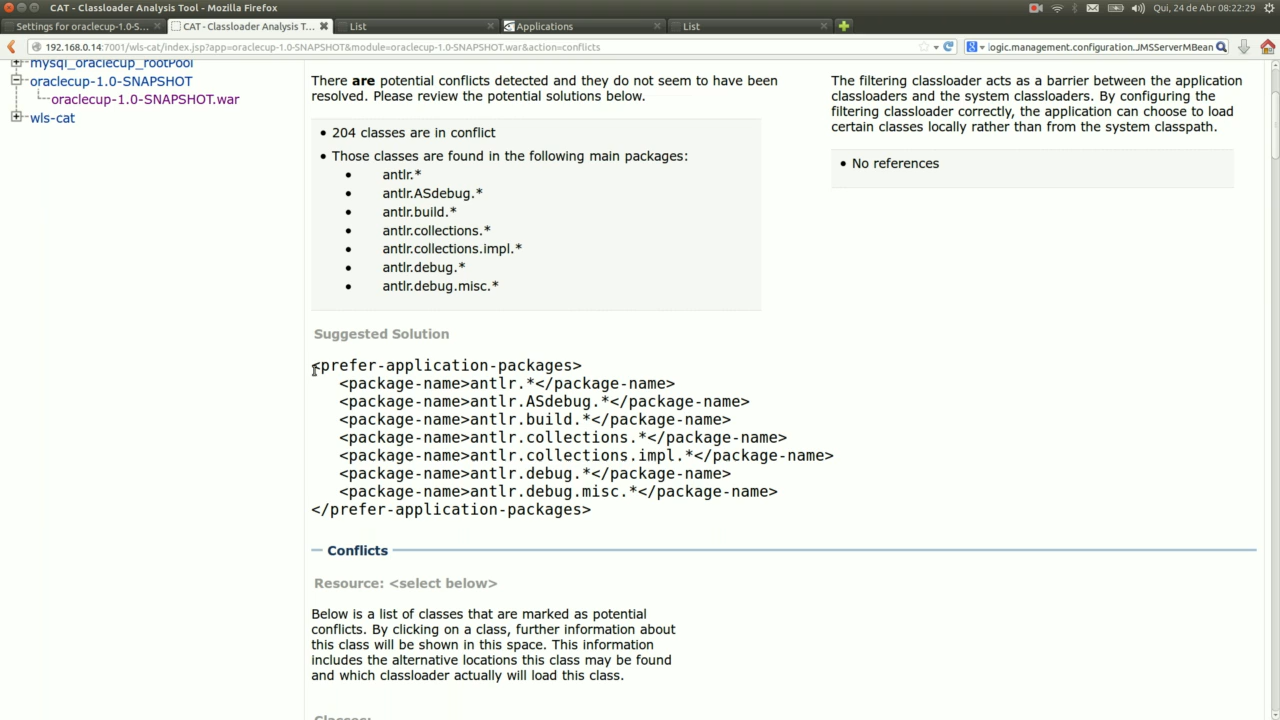 CAT - Classloader Analysis Tool - Mozilla Firefox
Qui, 24 de Abr 08:22:29
Settings for oraclecup-1.0-S...
CAT - Classloader Analysis T...
List
Applications
List
192.168.0.14:7001/wls-cat/index.jsp?app=oraclecup-1.0-SNAPSHOT&module=oraclecup-1.0-SNAPSHOT.war&action=conflicts
logic.management.configuration.JMSServerMBean
mysql_oraclecup_rootPool
oraclecup-1.0-SNAPSHOT
oraclecup-1.0-SNAPSHOT.war
wls-cat
There are potential conflicts detected and they do not seem to have been
resolved. Please review the potential solutions below.
• 204 classes are in conflict
• Those classes are found in the following main packages:
• antlr.*
• antlr.ASdebug.*
• antlr.build.*
• antlr.collections.*
• antlr.collections.impl.*
• antlr.debug.*
• antlr.debug.misc.*
The filtering classloader acts as a barrier between the application
classloaders and the system classloaders. By configuring the
filtering classloader correctly, the application can choose to load
certain classes locally rather than from the system classpath.
• No references
Suggested Solution
<prefer-application-packages>
<package-name>antlr.*</package-name>
<package-name>antlr.ASdebug.*</package-name>
<package-name>antlr.build.*</package-name>
<package-name>antlr.collections.*</package-name>
<package-name>antlr.collections.impl.*</package-name>
<package-name>antlr.debug.*</package-name>
<package-name>antlr.debug.misc.*</package-name>
</prefer-application-packages>
Conflicts
Resource: <select below>
Below is a list of classes that are marked as potential
conflicts. By clicking on a class, further information about
this class will be shown in this space. This information
includes the alternative locations this class may be found
and which classloader actually will load this class.
Classes: